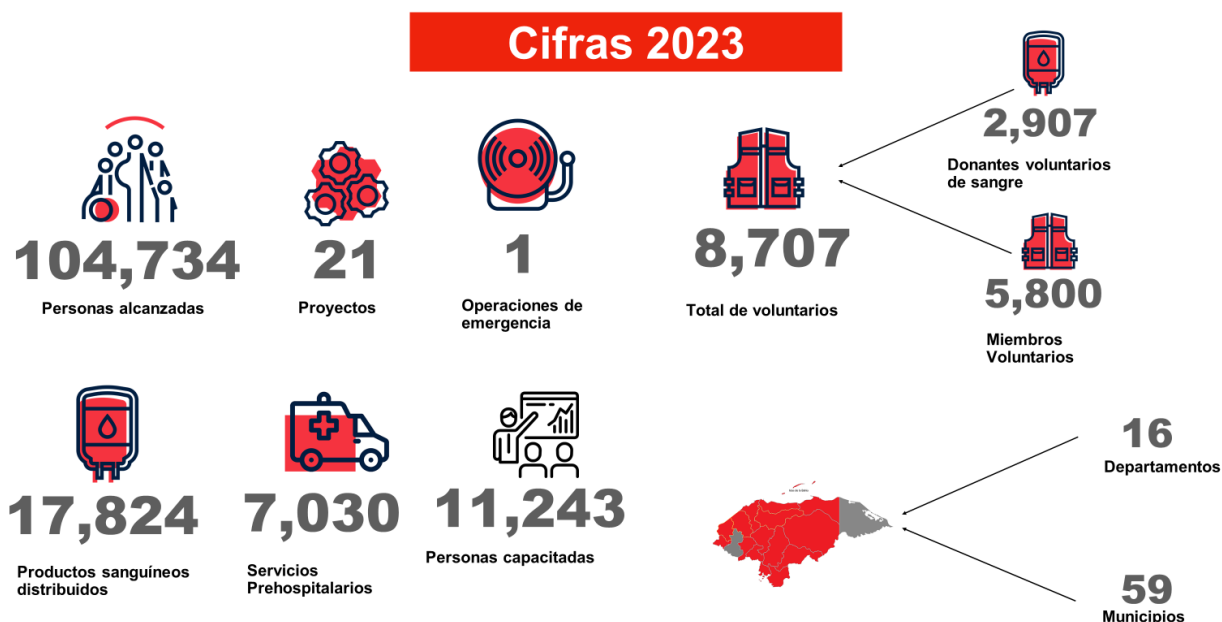 Cifras 2023
104,734
Personas alcanzadas
21
Proyectos
1
Operaciones de
emergencia
8,707
Total de voluntarios
2,907
Donantes voluntarios
de sangre
5,800
Miembros
Voluntarios
17,824
Productos sanguíneos
distribuidos
7,030
Servicios
Prehospitalarios
11,243
Personas capacitadas
16
Departamentos
59
Municipios